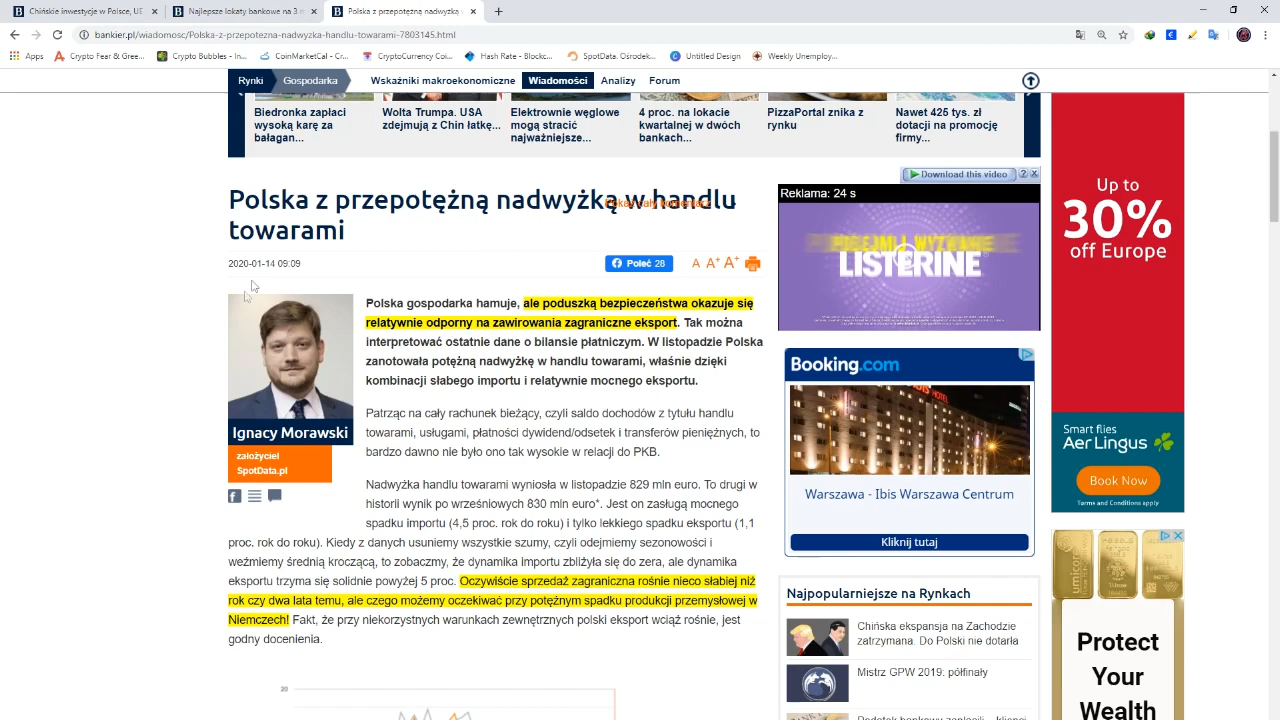 Chińskie inwestycje w Polsce, UE
Najlepsze lokaty bankowe na 3 m
Polska z przepotężną nadwyżką w
bankier.pl/wiadomosc/Polska-z-przepotezna-nadwyzka-handlu-towarami-7803145.html
Apps
Crypto Fear & Gree...
Crypto Bubbles - In...
CoinMarketCal - Cr...
CryptoCurrency Coi...
Hash Rate - Blockc...
SpotData. Ośrodek...
Untitled Design
Weekly Unemploy...
Rynki
Gospodarka
Wskaźniki makroekonomiczne
Wiadomości
Analizy
Forum
Biedronka zapłaci
wysoką karę za
bałagan...
Wolta Trumpa. USA
zdejmują z Chin łatkę...
Elektrownie węglowe
mogą stracić
najważniejsze...
4 proc. na lokacie
kwartalnej w dwóch
bankach...
PizzaPortal znika z
rynku
Nawet 425 tys. zł
dotacji na promocję
firmy...
Download this video
Polska z przepotężną nadwyżką w handlu
towarami
2020-01-14 09:09
Poleć 28
A A+ A+
Ignacy Morawski
założyciel
SpotData.pl
Polska gospodarka hamuje, ale poduszką bezpieczeństwa okazuje się
relatywnie odporny na zawirowania zagraniczne eksport. Tak można
interpretować ostatnie dane o bilansie płatniczym. W listopadzie Polska
zanotowała potężną nadwyżkę w handlu towarami, właśnie dzięki
kombinacji słabego importu i relatywnie mocnego eksportu.
Patrząc na cały rachunek bieżący, czyli saldo dochodów z tytułu handlu
towarami, usługami, płatności dywidend/odsetek i transferów pieniężnych, to
bardzo dawno nie było ono tak wysokie w relacji do PKB.
Nadwyżka handlu towarami wyniosła w listopadzie 829 mln euro. To drugi w
historii wynik po wrześniowych 830 mln euro*. Jest on zasługą mocnego
spadku importu (4,5 proc. rok do roku) i tylko lekkiego spadku eksportu (1,1
proc. rok do roku). Kiedy z danych usuniemy wszystkie szumy, czyli odejmiemy sezonowości i
weźmiemy średnią kroczącą, to zobaczmy, że dynamika importu zbliżyła się do zera, ale dynamika
eksportu trzyma się solidnie powyżej 5 proc. Oczywiście sprzedaż zagraniczna rośnie nieco słabiej niż
rok czy dwa lata temu, ale czego możemy oczekiwać przy potężnym spadku produkcji przemysłowej w
Niemczech! Fakt, że przy niekorzystnych warunkach zewnętrznych polski eksport wciąż rośnie, jest
godny docenienia.
20
Reklama: 24 s
PODEJMIJ WYZWANIE
LISTERINE
Booking.com
Warszawa - Ibis Warszawa Centrum
Kliknij tutaj
Najpopularniejsze na Rynkach
Chińska ekspansja na Zachodzie
zatrzymana. Do Polski nie dotarła
Mistrz GPW 2019: półfinały
Up to
30%
off Europe
Smart flies
Aer Lingus
Book Now
Terms and Conditions apply
umicore
Protect
Your
Wealth